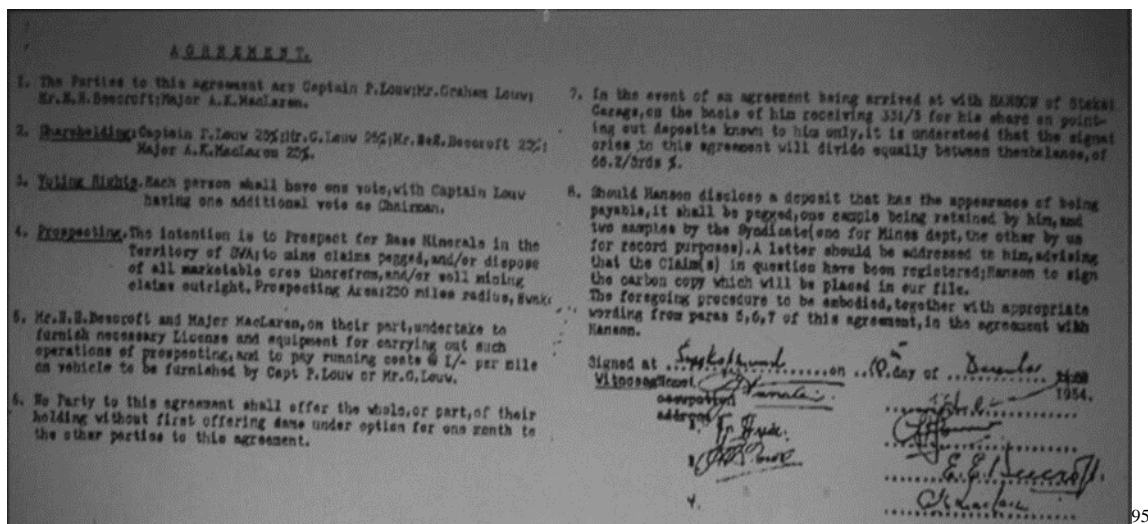 AGREEMENT.
1. The Parties to this agreement are Captain P.Louw;Mr.Graham Louw;
Mr.E.E.Beecroft;Major A.K.MacLaren.
2. Shareholding:Captain P.Louw 25%;Mr.G.Louw 25%;Mr.E.E.Beecroft 25%;
Major A.K.MacLaren 25%.
3. Voting Rights.Each person shall have one vote,with Captain Louw
having one additional vote as Chairman.
4. Prospecting.The intention is to Prospect for Base Minerals in the
Territory of SWA;to mine claims pegged,and/or dispose
of all marketable ores therefrom,and/or sell mining
claims outright. Prospecting Area:250 miles radius,
5. Mr.E.E.Beecroft and Major MacLaren,on their part,undertake to
furnish necessary License and equipment for carrying out such
operations of prospecting,and to pay running costs @ 1/- per mile
on vehicle to be furnished by Capt P.Louw or Mr.G.Louw.
6. No Party to this agreement shall offer the whole,or part,of their
holding without first offering same under option for one month to
the other parties to this agreement.
7. In the event of an agreement being arrived at with HANSON of
Garage,on the basis of him receiving 331/3 for his share on point-
ing out deposits known to him only,it is understood that the signat
ories to this agreement will divide equally between thembalance,of
66.2/3rds %.
8. Should Hanson disclose a deposit that has the appearance of being
payable,it shall be pegged,one sample being retained by him,and
two samples by the Syndicate(one for Mines dept,the other by us
for record purposes).A letter should be addressed to him,advising
that the Claim(s) in question have been registered;Hanson to sign
the carbon copy which will be placed in our file.
The foregoing procedure to be embodied,together with appropriate
wording from paras 5,6,7 of this agreement,in the agreement with
Hanson.
Signed at Swakopmund on 10 day of December
1954.
Witnesses
occupation
address
E.E.Beecroft.
4.
95